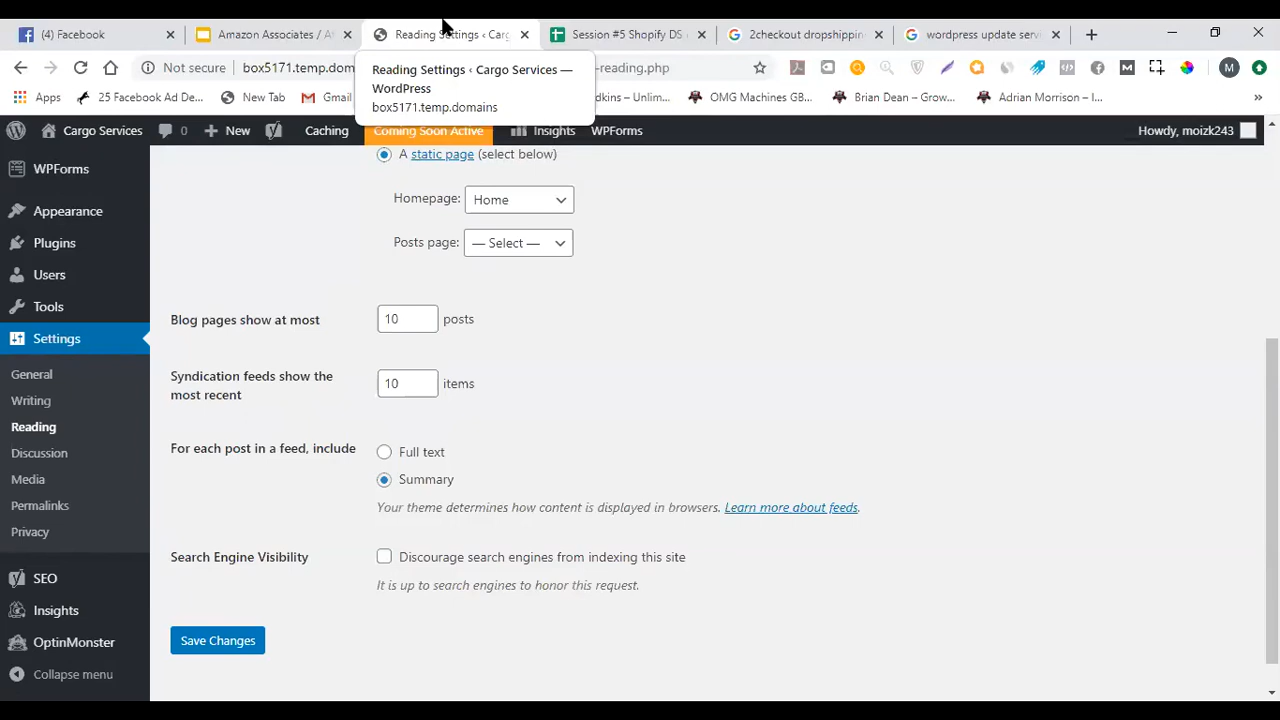 (4) Facebook
Amazon Associates / A
Reading Settings ‹ Carg
Session #5 Shopify DS
2checkout dropshippin
wordpress update serv
Not secure
box5171.temp.dom
-reading.php
Reading Settings ‹ Cargo Services —
WordPress
box5171.temp.domains
Apps
25 Facebook Ad De...
New Tab
Gmail
dkins – Unlim...
OMG Machines GB...
Brian Dean – Grow...
Adrian Morrison – I...
»
Cargo Services
0
New
Caching
Coming Soon Active
Insights
WPForms
Howdy, moizk243
WPForms
Appearance
Plugins
Users
Tools
Settings
General
Writing
Reading
Discussion
Media
Permalinks
Privacy
SEO
Insights
OptinMonster
Collapse menu
A static page (select below)
Homepage: Home
Posts page: — Select —
Blog pages show at most 10 posts
Syndication feeds show the
most recent 10 items
For each post in a feed, include Full text
Summary
Your theme determines how content is displayed in browsers. Learn more about feeds.
Search Engine Visibility Discourage search engines from indexing this site
It is up to search engines to honor this request.
Save Changes